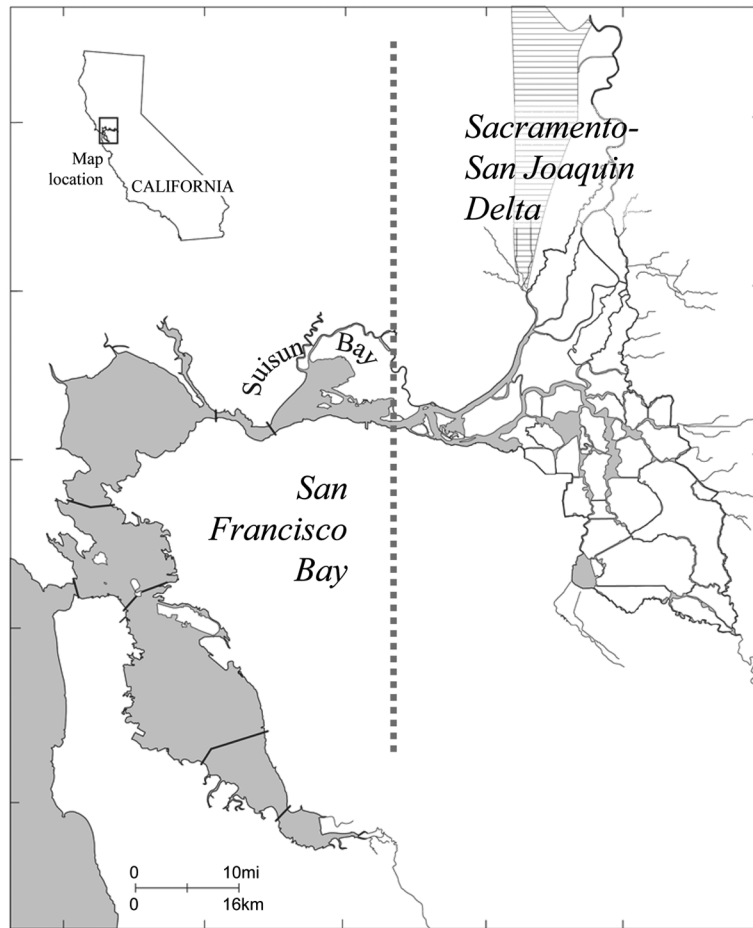 Sacramento-
San Joaquin
Delta
Map
location
CALIFORNIA
Suisun Bay
San
Francisco
Bay
0 10mi
0 16km